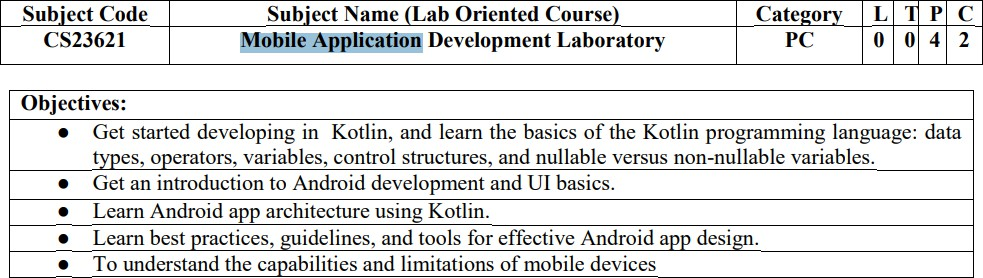 Subject Code Subject Name (Lab Oriented Course) Category L T P C
CS23621 Mobile Application Development Laboratory PC 0 0 4 2
Objectives:
● Get started developing in Kotlin, and learn the basics of the Kotlin programming language: data
types, operators, variables, control structures, and nullable versus non-nullable variables.
● Get an introduction to Android development and UI basics.
● Learn Android app architecture using Kotlin.
● Learn best practices, guidelines, and tools for effective Android app design.
● To understand the capabilities and limitations of mobile devices